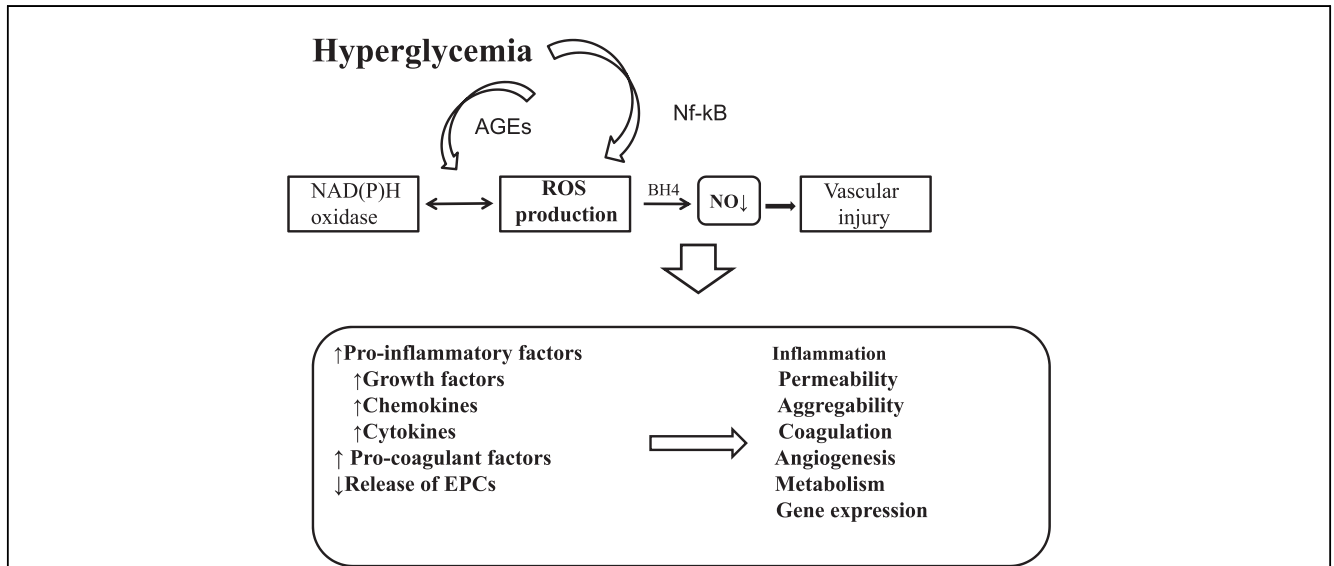 Hyperglycemia
AGEs
Nf-kB
NAD(P)H
oxidase
ROS
production
BH4
NO↓
Vascular
injury
↑Pro-inflammatory factors
↑Growth factors
↑Chemokines
↑Cytokines
↑ Pro-coagulant factors
↓Release of EPCs
Inflammation
Permeability
Aggregability
Coagulation
Angiogenesis
Metabolism
Gene expression